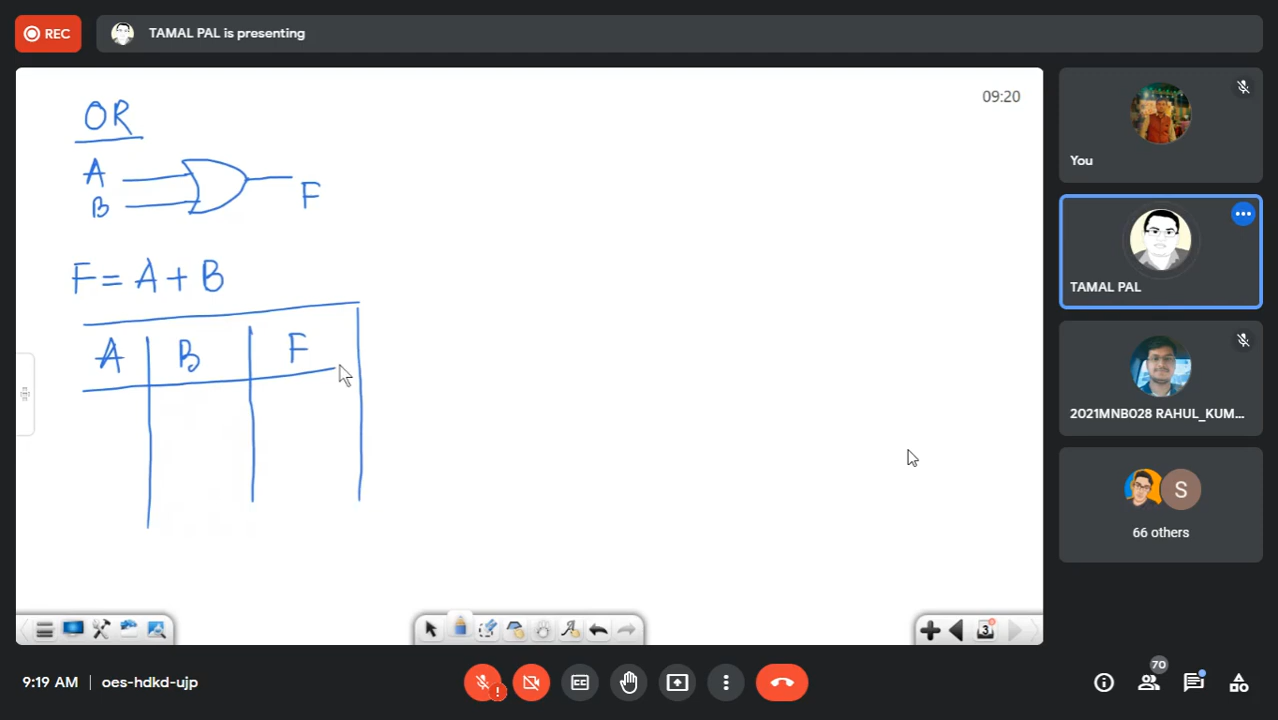 REC
TAMAL PAL is presenting
09:20
OR
A
B
F
F = A + B
A B F
You
TAMAL PAL
2021MNB028 RAHUL_KUM...
S
66 others
3
9:19 AM | oes-hdkd-ujp
CC
70